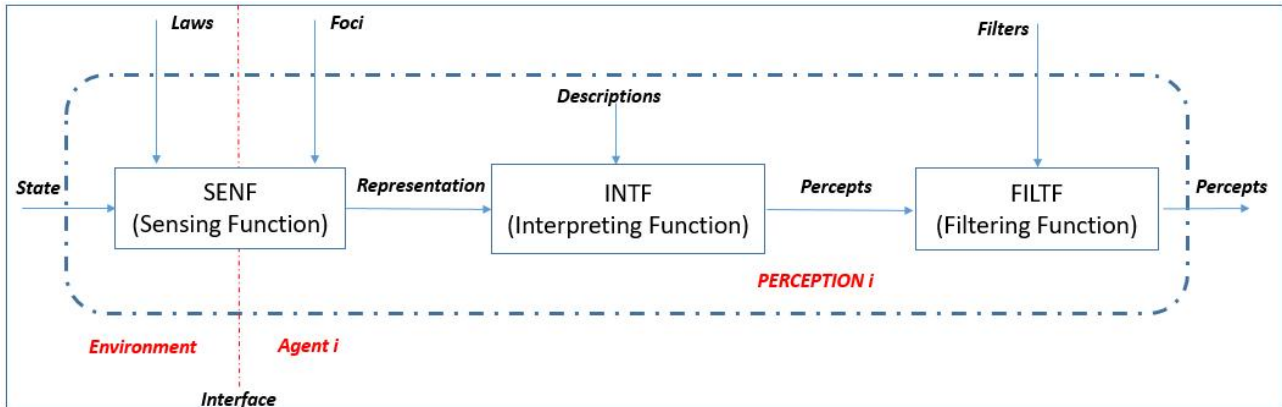 Laws
Foci
Filters
Descriptions
State
SENF
(Sensing Function)
Representation
INTF
(Interpreting Function)
Percepts
FILTF
(Filtering Function)
Percepts
PERCEPTION i
Environment
Agent i
Interface